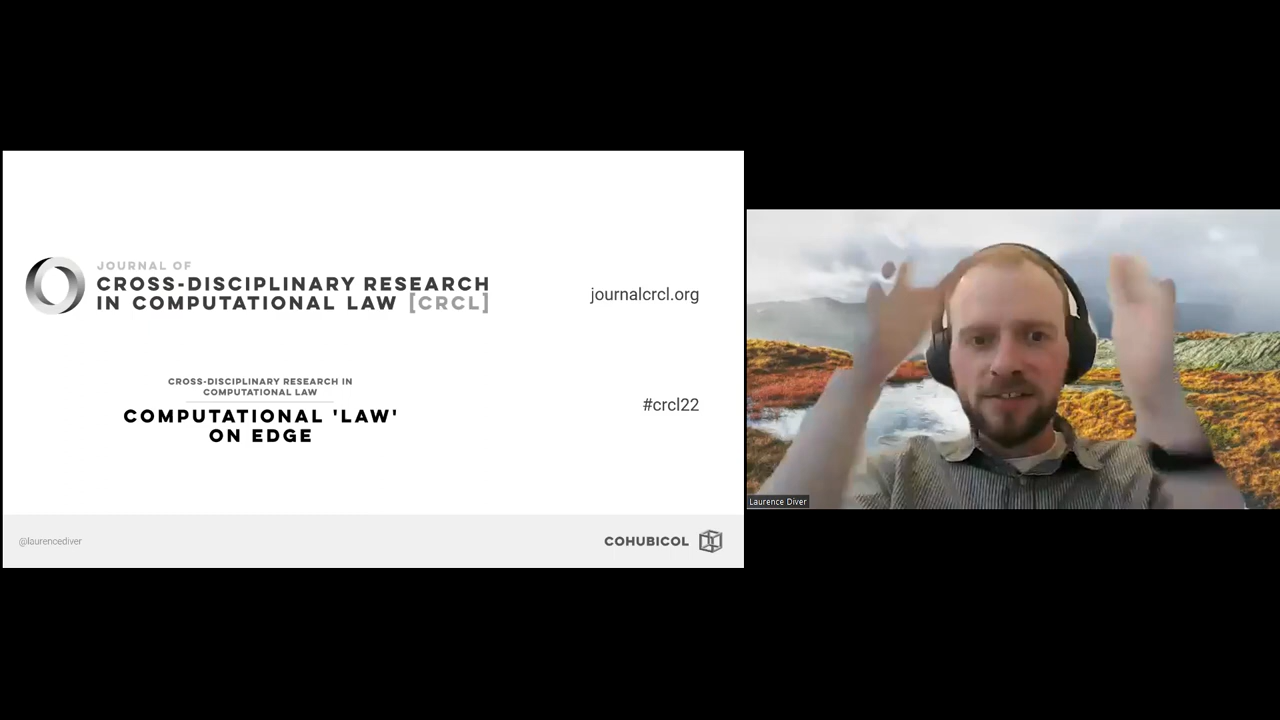 JOURNAL OF
CROSS-DISCIPLINARY RESEARCH
IN COMPUTATIONAL LAW [CRCL]
journalcrcl.org
CROSS-DISCIPLINARY RESEARCH IN
COMPUTATIONAL LAW
COMPUTATIONAL 'LAW'
ON EDGE
#crcl22
@laurencediver
COHUBICOL
Laurence Diver